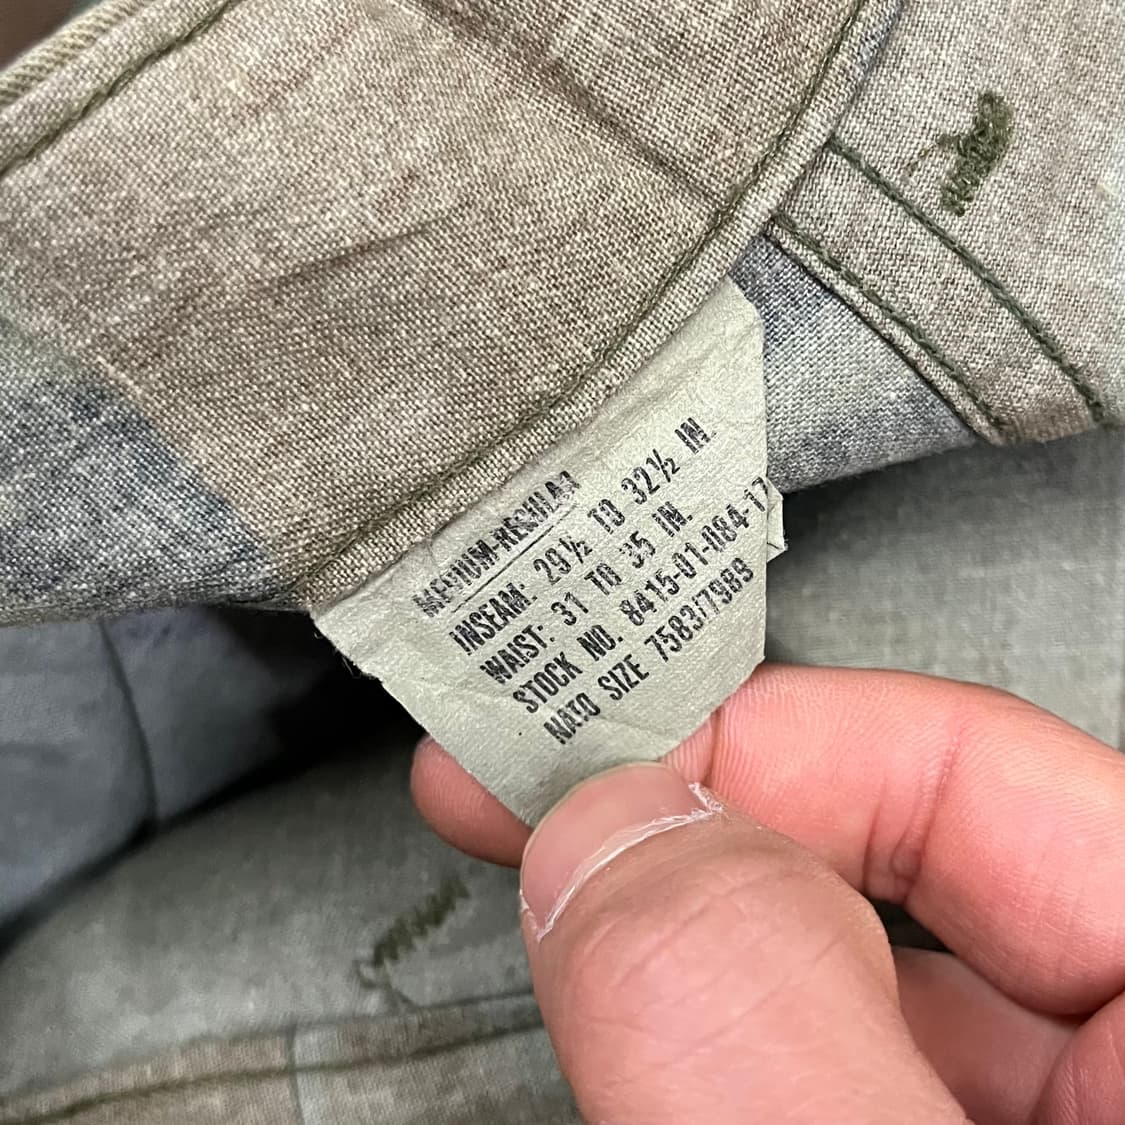 MEDIUM-REGULAR
INSEAM: 29½ TO 32½ IN.
WAIST: 31 TO 35 IN.
STOCK NO. 8415-01-084-17
NATO SIZE 7583/7989